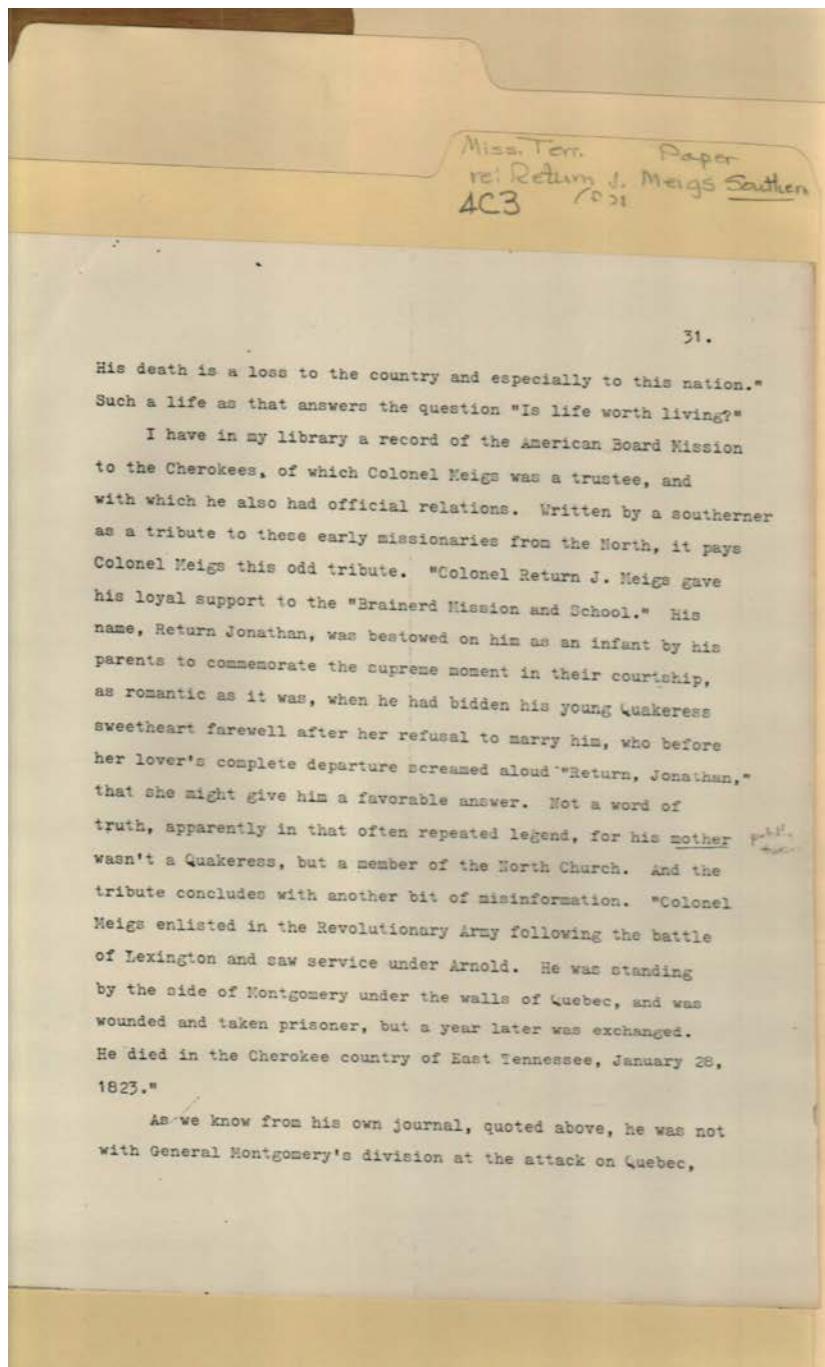 Miss. Terr. Paper
re: Return J. Meigs Southern
4C3
31.
His death is a loss to the country and especially to this nation."
Such a life as that answers the question "Is life worth living?"
I have in my library a record of the American Board Mission
to the Cherokees, of which Colonel Meigs was a trustee, and
with which he also had official relations. Written by a southerner
as a tribute to these early missionaries from the North, it pays
Colonel Meigs this odd tribute. "Colonel Return J. Meigs gave
his loyal support to the "Brainerd Mission and School." His
name, Return Jonathan, was bestowed on him as an infant by his
parents to commemorate the supreme moment in their courtship,
as romantic as it was, when he had bidden his young Quakeress
sweetheart farewell after her refusal to marry him, who before
her lover's complete departure screamed aloud "Return, Jonathan,"
that she might give him a favorable answer. Not a word of
truth, apparently in that often repeated legend, for his mother
wasn't a Quakeress, but a member of the North Church. And the
tribute concludes with another bit of misinformation. "Colonel
Meigs enlisted in the Revolutionary Army following the battle
of Lexington and saw service under Arnold. He was standing
by the side of Montgomery under the walls of Quebec, and was
wounded and taken prisoner, but a year later was exchanged.
He died in the Cherokee country of East Tennessee, January 28,
1823."
As we know from his own journal, quoted above, he was not
with General Montgomery's division at the attack on Quebec,